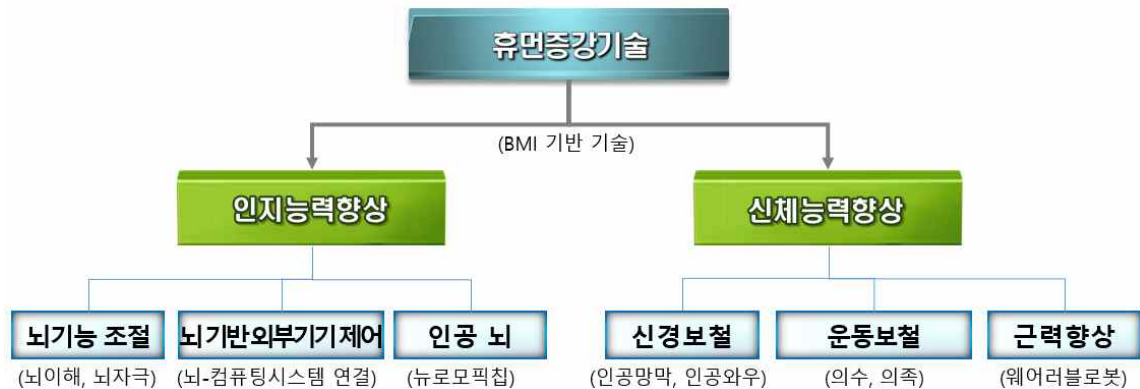 휴먼증강기술
(BMI 기반 기술)
인지능력향상
신체능력향상
뇌기능 조절
뇌기반외부기기제어
인공 뇌
신경보철
운동보철
근력향상
(뇌이해, 뇌자극)
(뇌-컴퓨팅시스템 연결)
(뉴로모픽칩)
(인공망막, 인공와우)
(의수, 의족)
(웨어러블로봇)